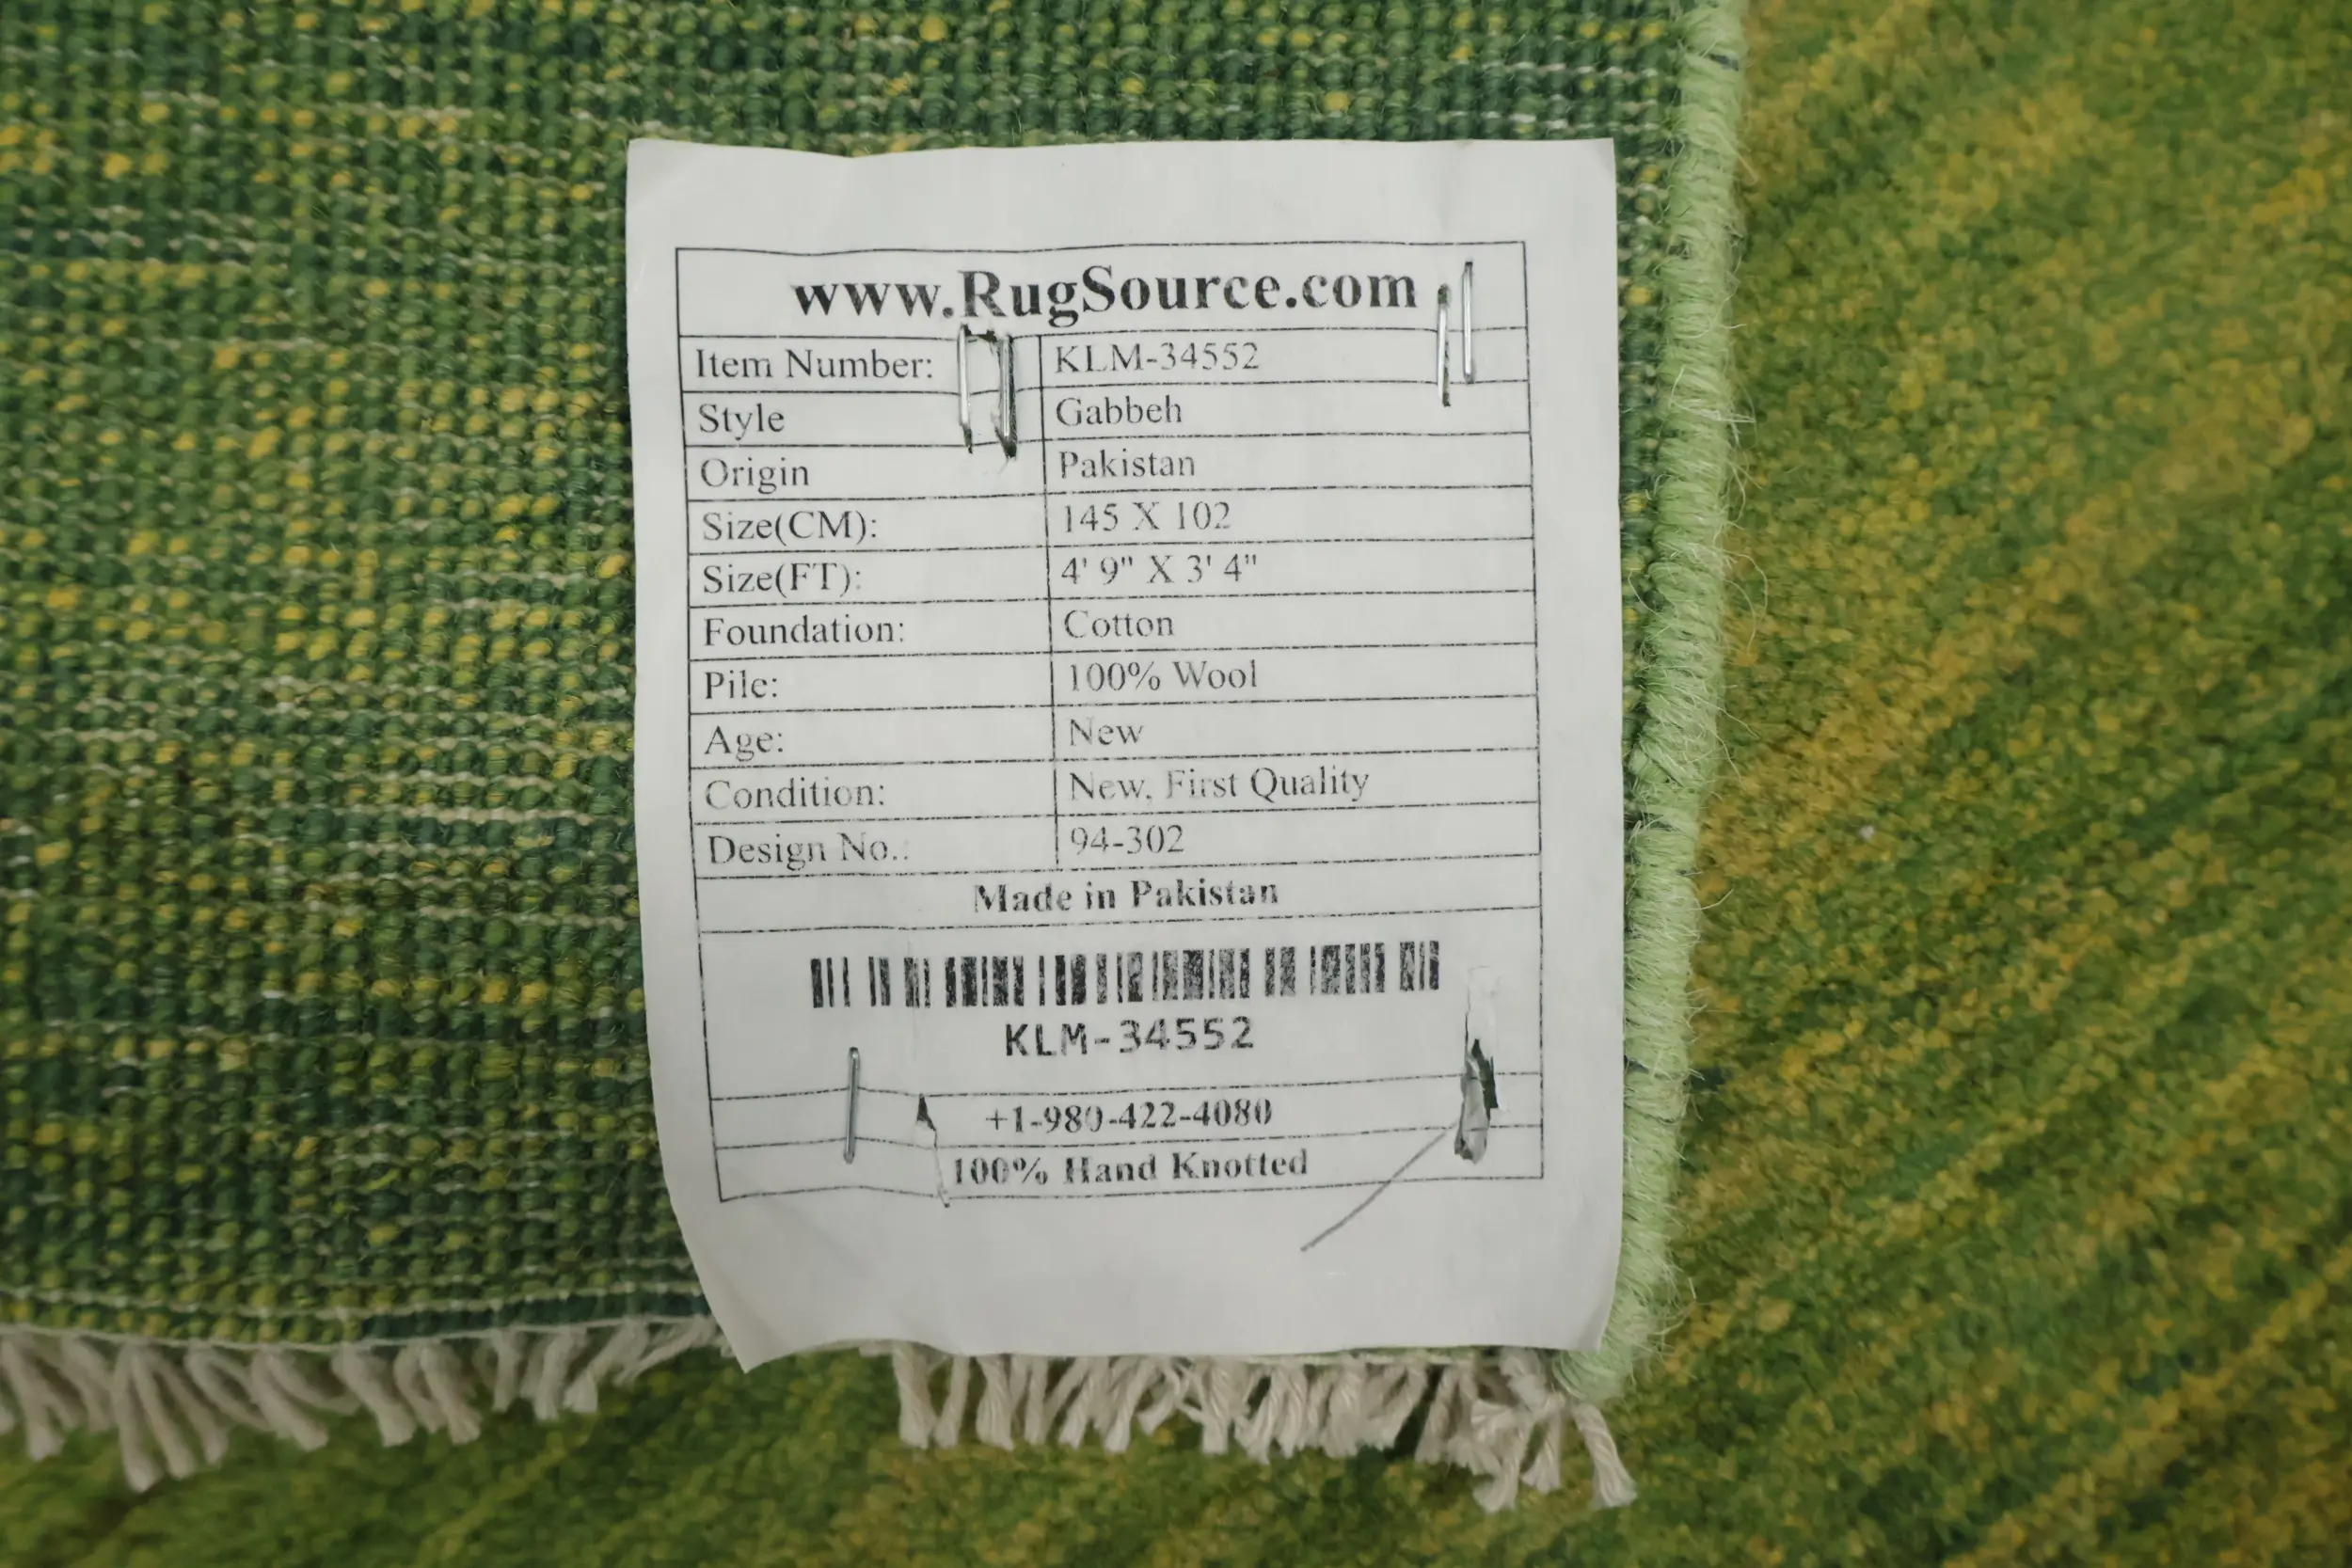 www.RugSource.com
Item Number: KLM-34552
Style Gabbeh
Origin Pakistan
Size(CM): 145 X 102
Size(FT): 4' 9" X 3' 4"
Foundation: Cotton
Pile: 100% Wool
Age: New
Condition: New, First Quality
Design No.: 94-302
Made in Pakistan
KLM-34552
+1-980-422-4080
100% Hand Knotted